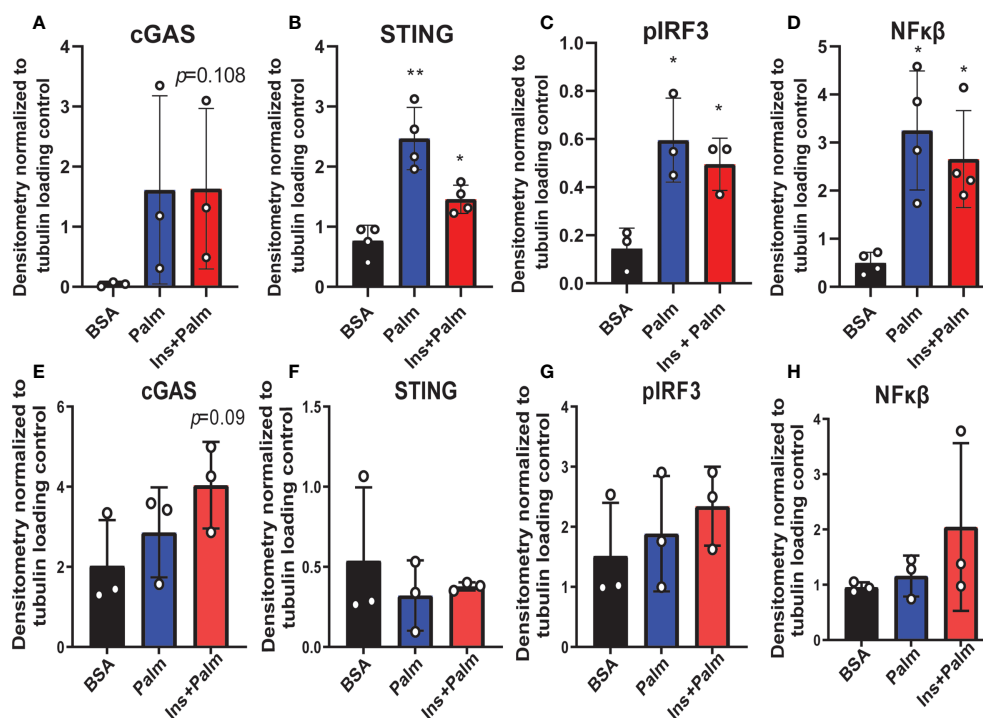 A
cGAS
Densitometry normalized to
tubulin loading control
4
3
2
1
0
p=0.108
BSA
Palm
Ins+Palm
B
STING
Densitometry normalized to
tubulin loading control
4
3
2
1
0
**
*
BSA
Palm
Ins+Palm
C
pIRF3
Densitometry normalized to
tubulin loading control
1.0
0.8
0.6
0.4
0.2
0.0
*
*
BSA
Palm
Ins + Palm
D
NFκβ
Densitometry normalized to
tubulin loading control
5
4
3
2
1
0
*
*
BSA
Palm
Ins+Palm
E
cGAS
Densitometry normalized to
tubulin loading control
6
4
2
0
p=0.09
BSA
Palm
Ins+Palm
F
STING
Densitometry normalized to
tubulin loading control
1.5
1.0
0.5
0.0
BSA
Palm
Ins+Palm
G
pIRF3
Densitometry normalized to
tubulin loading control
4
3
2
1
0
BSA
Palm
Ins+Palm
H
NFκβ
Densitometry normalized to
tubulin loading control
4
3
2
1
0
BSA
Palm
Ins+Palm